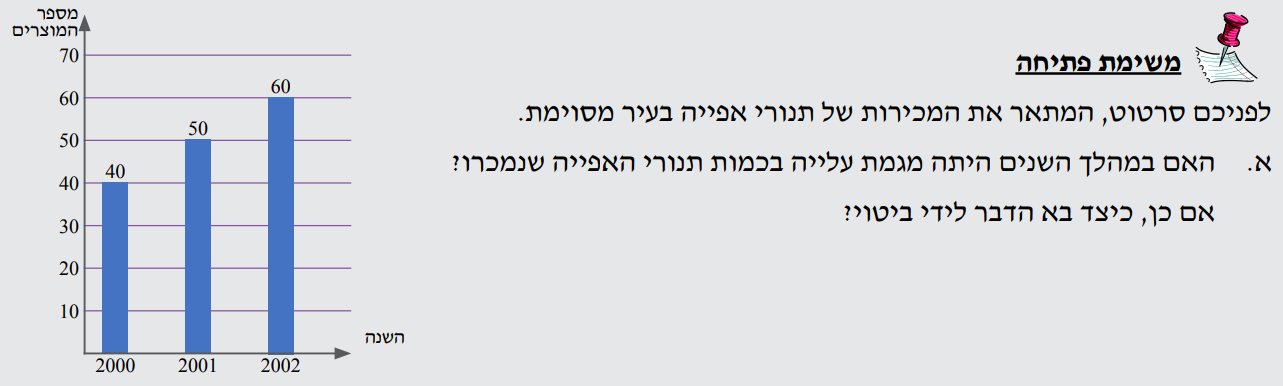 משימת פתיחה
לפניכם סרטוט, המתאר את המכירות של תנורי אפייה בעיר מסוימת.
א. האם במהלך השנים היתה מגמת עלייה בכמות תנורי האפייה שנמכרו?
אם כן, כיצד בא הדבר לידי ביטוי?
מספר
המוצרים
70
60
50
40
30
20
10
40
50
60
2000 2001 2002
השנה